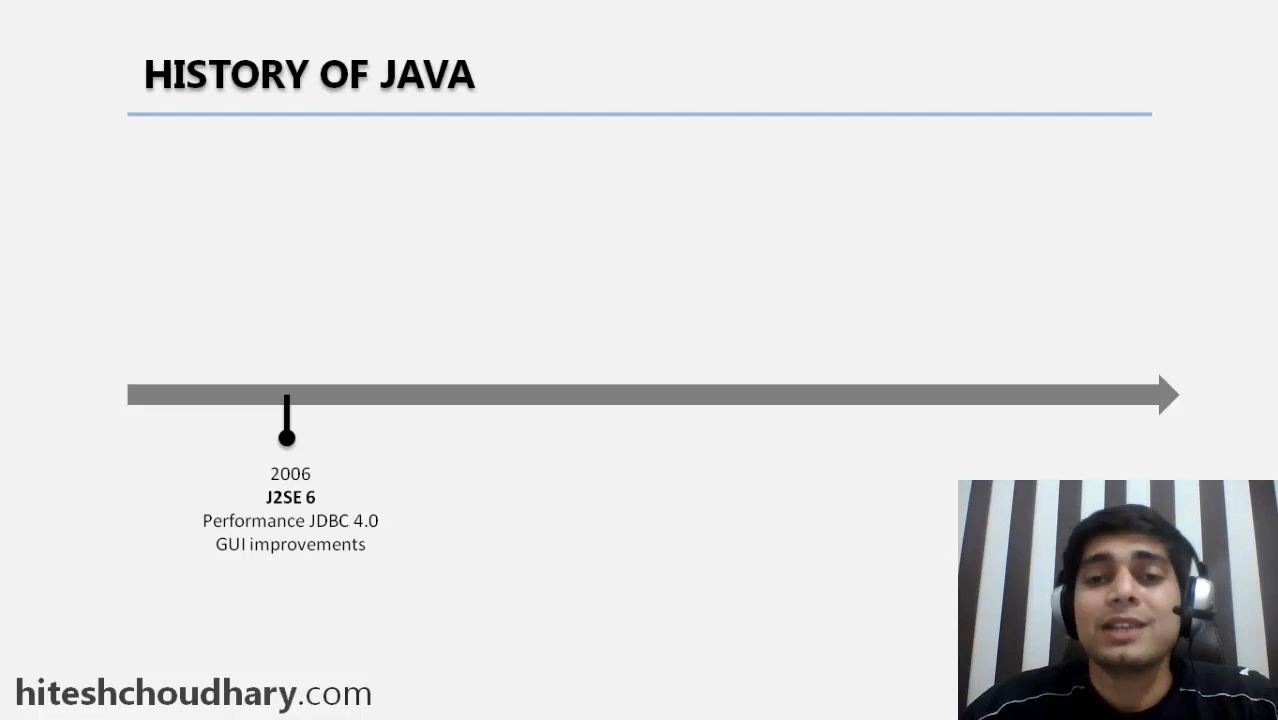 HISTORY OF JAVA
2006
J2SE 6
Performance JDBC 4.0
GUI improvements
hiteshchoudhary.com